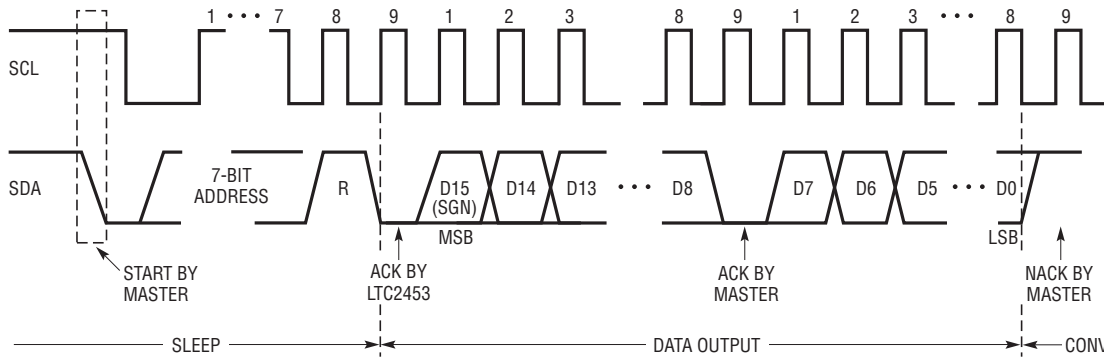 1 • • • 7 8 9 1 2 3 8 9 1 2 3 • • • 8 9
SCL
SDA
7-BIT
ADDRESS
R
D15
(SGN)
D14
D13
• • •
D8
D7
D6
D5
• • •
D0
MSB
LSB
START BY
MASTER
ACK BY
LTC2453
ACK BY
MASTER
NACK BY
MASTER
SLEEP
DATA OUTPUT
CONV